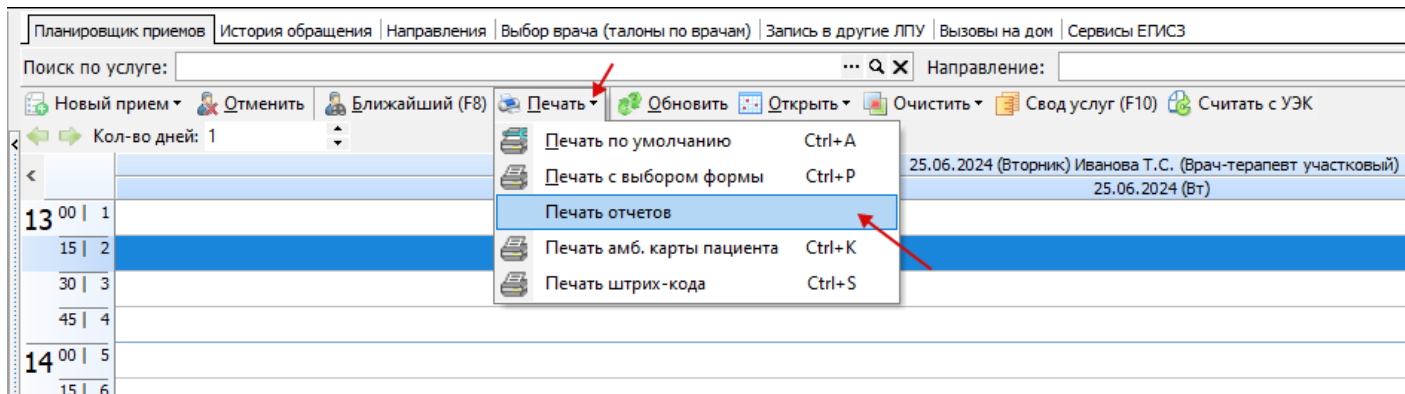 Планировщик приемов История обращения Направления Выбор врача (талоны по врачам) Запись в другие ЛПУ Вызовы на дом Сервисы ЕГИСЗ
Поиск по услуге: ... Направление:
Новый прием Отменить Ближайший (F8) Печать Обновить Открыть Очистить Свод услуг (F10) Считать с УЭК
Кол-во дней: 1
Печать по умолчанию Ctrl+A
Печать с выбором формы Ctrl+P
Печать отчетов
Печать амб. карты пациента Ctrl+K
Печать штрих-кода Ctrl+S
25.06.2024 (Вторник) Иванова Т.С. (Врач-терапевт участковый)
25.06.2024 (Вт)
13 00 | 1
15 | 2
30 | 3
45 | 4
14 00 | 5
15 | 6